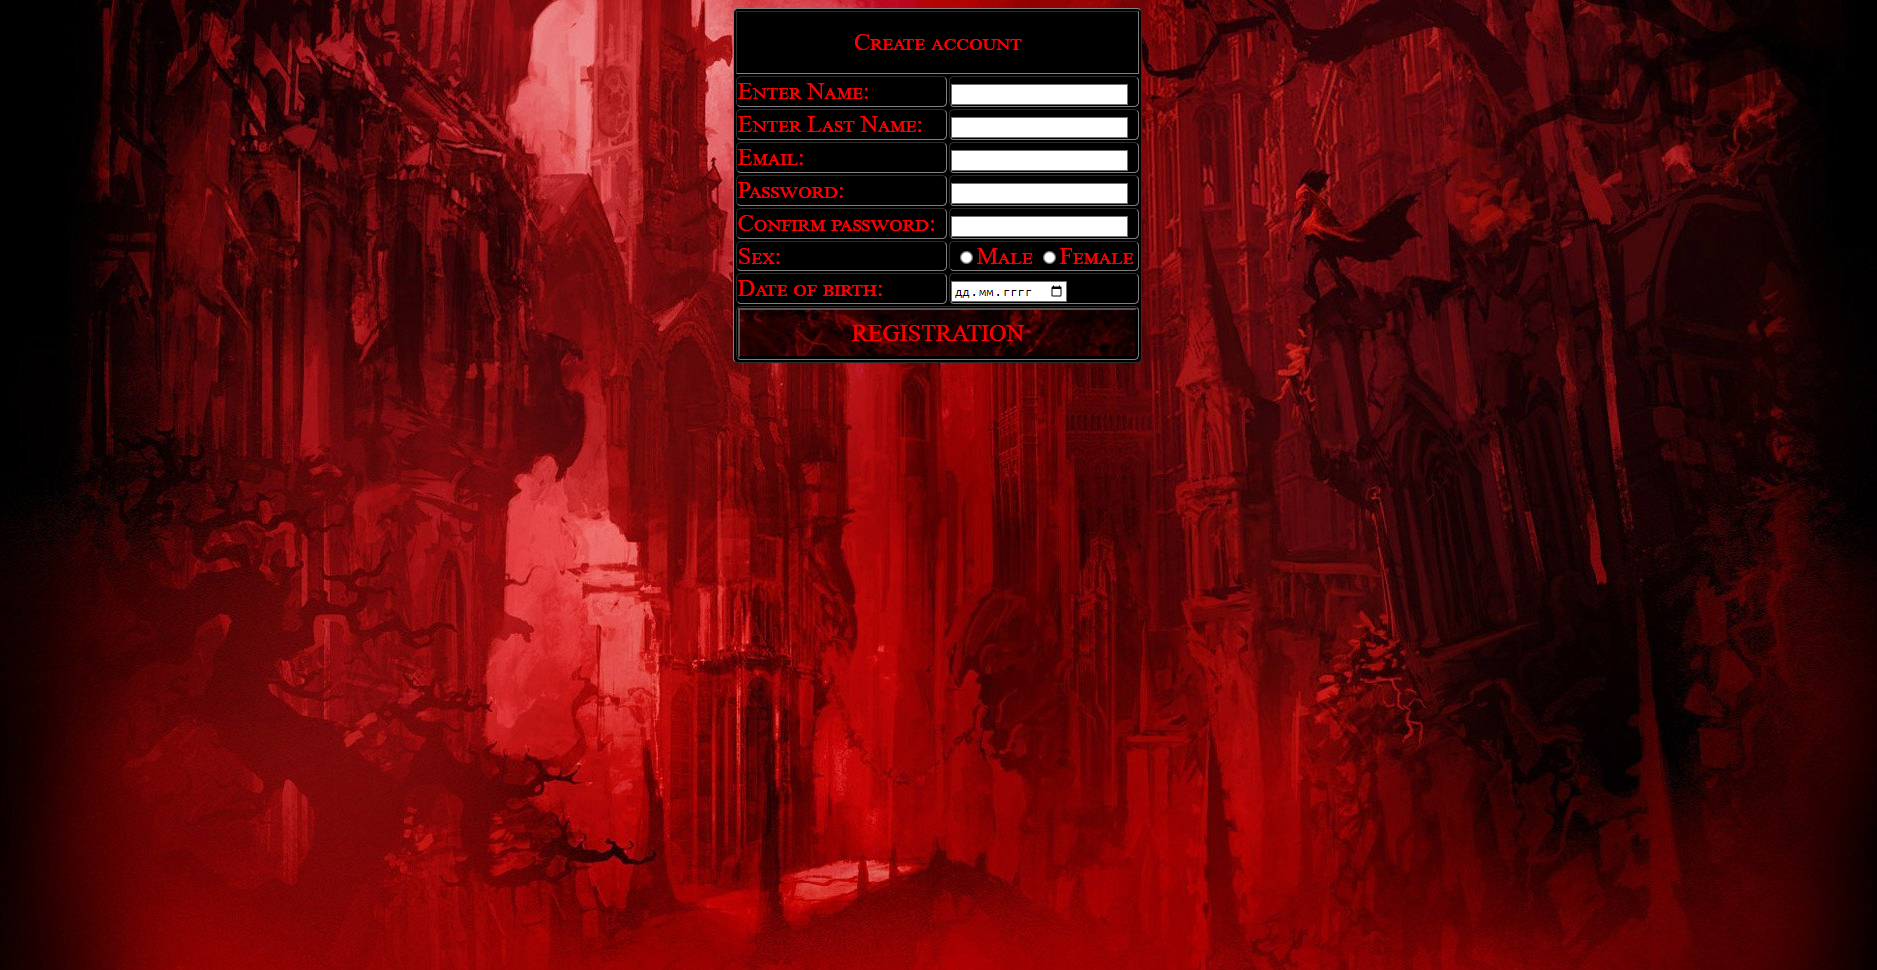 Create account
Enter Name:
Enter Last Name:
Email:
Password:
Confirm password:
Sex: Male Female
Date of birth: дд.мм.гггг
REGISTRATION